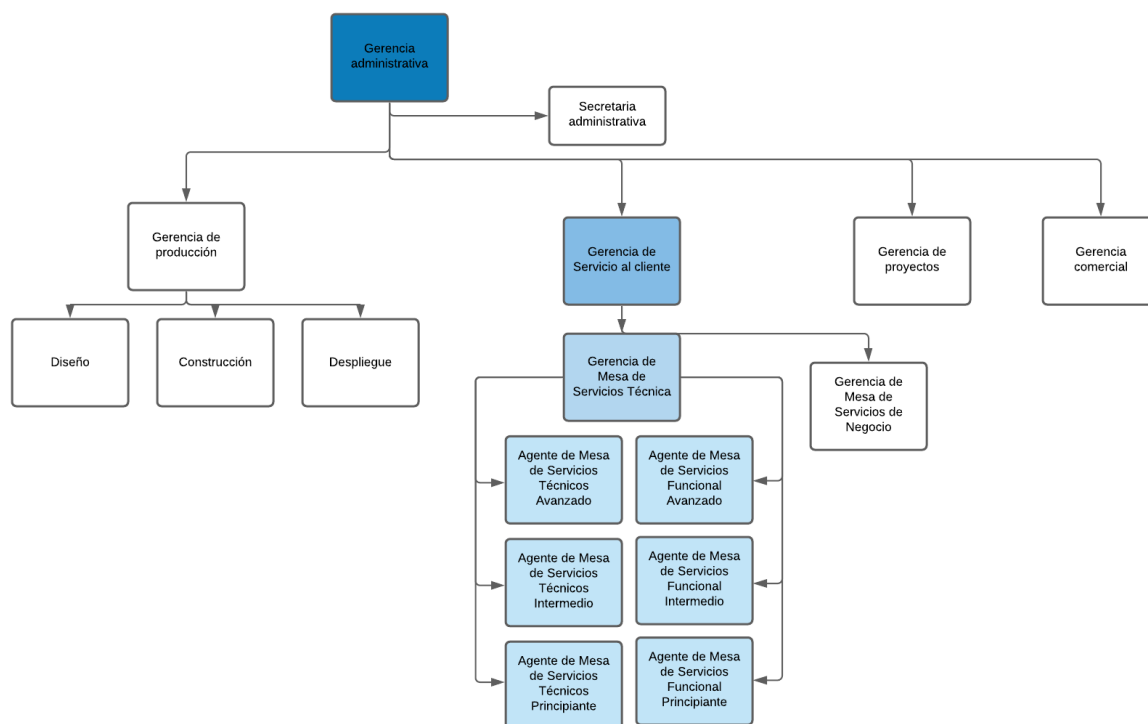 Gerencia
administrativa
Secretaria
administrativa
Gerencia de
producción
Gerencia de
Servicio al cliente
Gerencia de
proyectos
Gerencia
comercial
Diseño
Construcción
Despliegue
Gerencia de
Mesa de
Servicios Técnica
Gerencia de
Mesa de
Servicios de
Negocio
Agente de Mesa
de Servicios
Técnicos
Avanzado
Agente de Mesa
de Servicios
Funcional
Avanzado
Agente de Mesa
de Servicios
Técnicos
Intermedio
Agente de Mesa
de Servicios
Funcional
Intermedio
Agente de Mesa
de Servicios
Técnicos
Principiante
Agente de Mesa
de Servicios
Funcional
Principiante